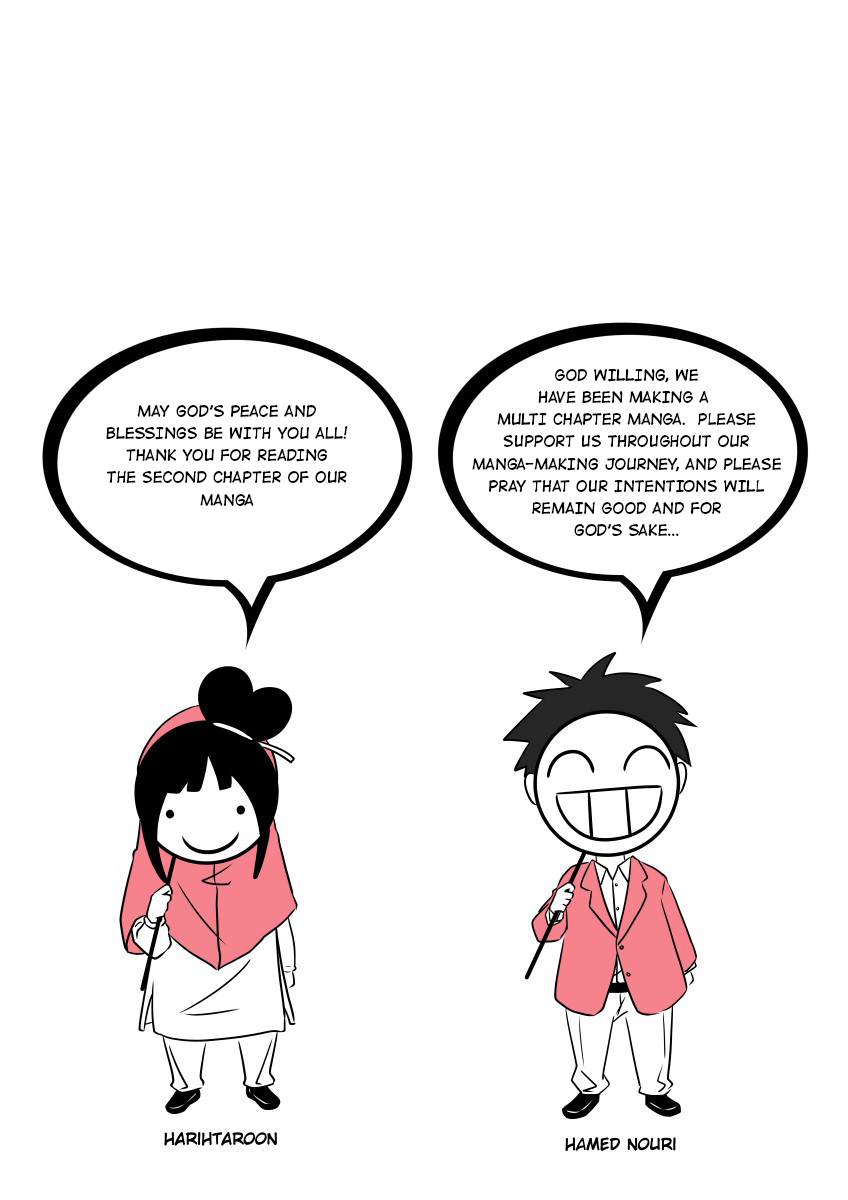 MAY GOD'S PEACE AND
BLESSINGS BE WITH YOU ALL!
THANK YOU FOR READING
THE SECOND CHAPTER OF OUR
MANGA
GOD WILLING, WE
HAVE BEEN MAKING A
MULTI CHAPTER MANGA. PLEASE
SUPPORT US THROUGHOUT OUR
MANGA-MAKING JOURNEY, AND PLEASE
PRAY THAT OUR INTENTIONS WILL
REMAIN GOOD AND FOR
GOD'S SAKE...
HARIHTAROON
HAMED NOURI